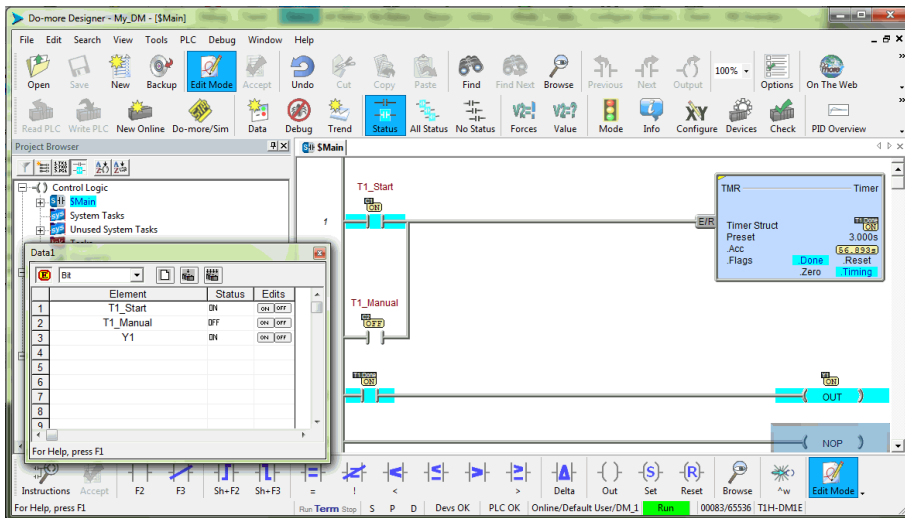 Do-more Designer - My_DM - [$Main]
File Edit Search View Tools PLC Debug Window Help
Open Save New Backup Edit Mode Accept Undo Cut Copy Paste Find Find Next Browse Previous Next Output 100% Options On The Web
Read PLC Write PLC New Online Do-more/Sim Data Debug Trend Status All Status No Status Forces Value Mode Info Configure Devices Check PID Overview
Project Browser
$Main
Control Logic
$Main
System Tasks
Unused System Tasks
Data1
Bit
Element Status Edits
1 T1_Start ON ON OFF
2 T1_Manual OFF ON OFF
3 Y1 ON ON OFF
4
5
6
7
8
9
For Help, press F1
1
T1_Start
ON
E/R
TMR Timer
Timer Struct ON
Preset 3.000s
.Acc 56.893s
.Flags .Done .Reset
.Zero .Timing
T1_Manual
OFF
ON
ON
OUT
NOP
Instructions Accept F2 F3 Sh+F2 Sh+F3 = ! < > Delta Out Set Reset Browse ^w Edit Mode
For Help, press F1 Run Term Stop S P D Devs OK PLC OK Online/Default User/DM_1 Run 00083/65536 T1H-DM1E